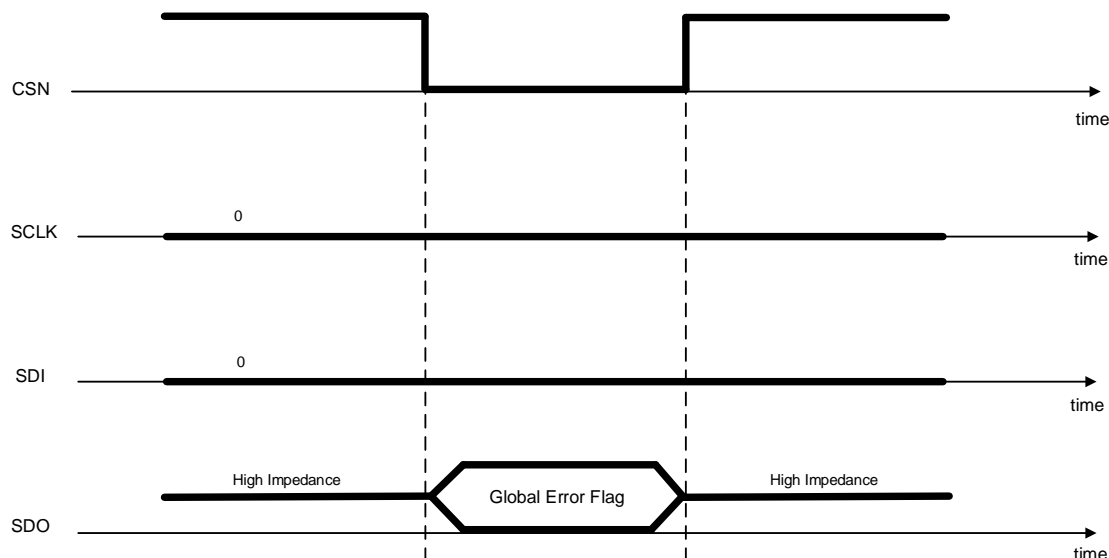 CSN
time
0
SCLK
time
0
SDI
time
High Impedance
Global Error Flag
High Impedance
SDO
time